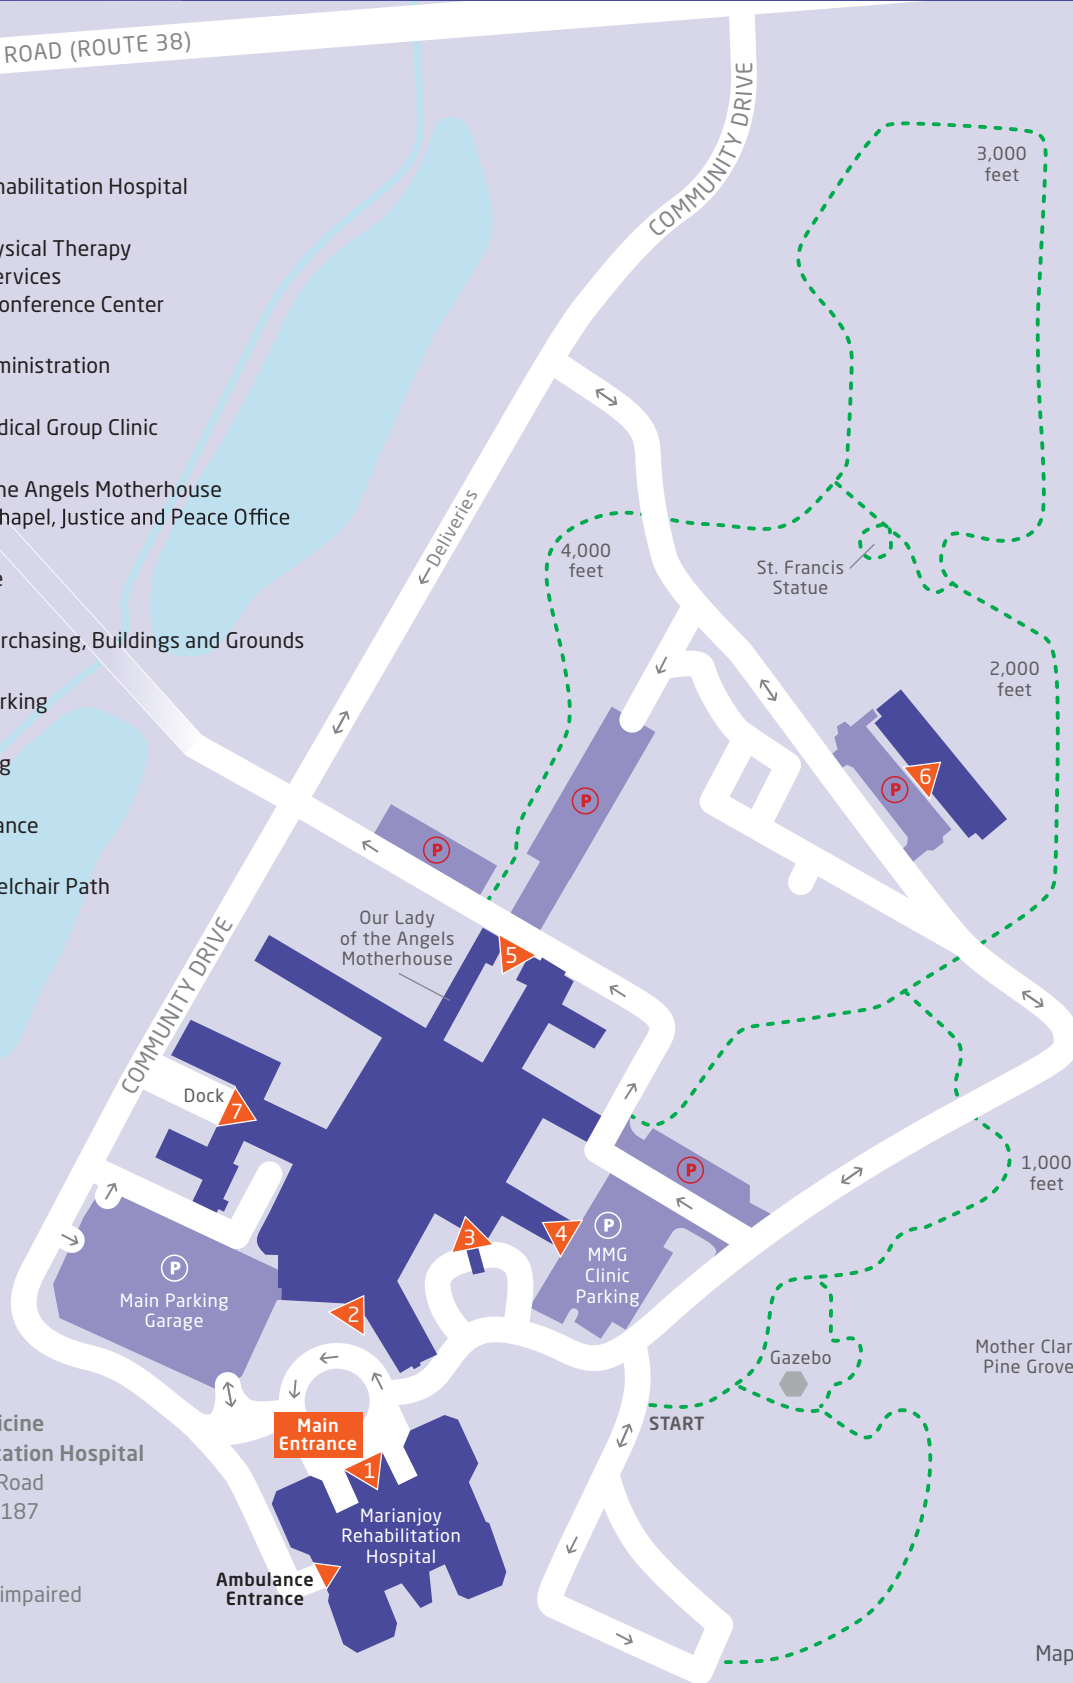 ROAD (ROUTE 38)
COMMUNITY DRIVE
3,000
feet
habilitation Hospital
ysical Therapy
ervices
onference Center
ministration
dical Group Clinic
ne Angels Motherhouse
hapel, Justice and Peace Office
e
rchasing, Buildings and Grounds
rking
g
ance
elchair Path
Deliveries
4,000
feet
St. Francis
Statue
2,000
feet
P
6
P
P
Our Lady
of the Angels
Motherhouse
5
COMMUNITY DRIVE
Dock
7
P
1,000
feet
3
4
P
MMG
Clinic
Parking
P
Main Parking
Garage
2
Gazebo
Mother Clar
Pine Grove
START
Main
Entrance
1
icine
tation Hospital
Road
187
Marianjoy
Rehabilitation
Hospital
Ambulance
Entrance
impaired
Map